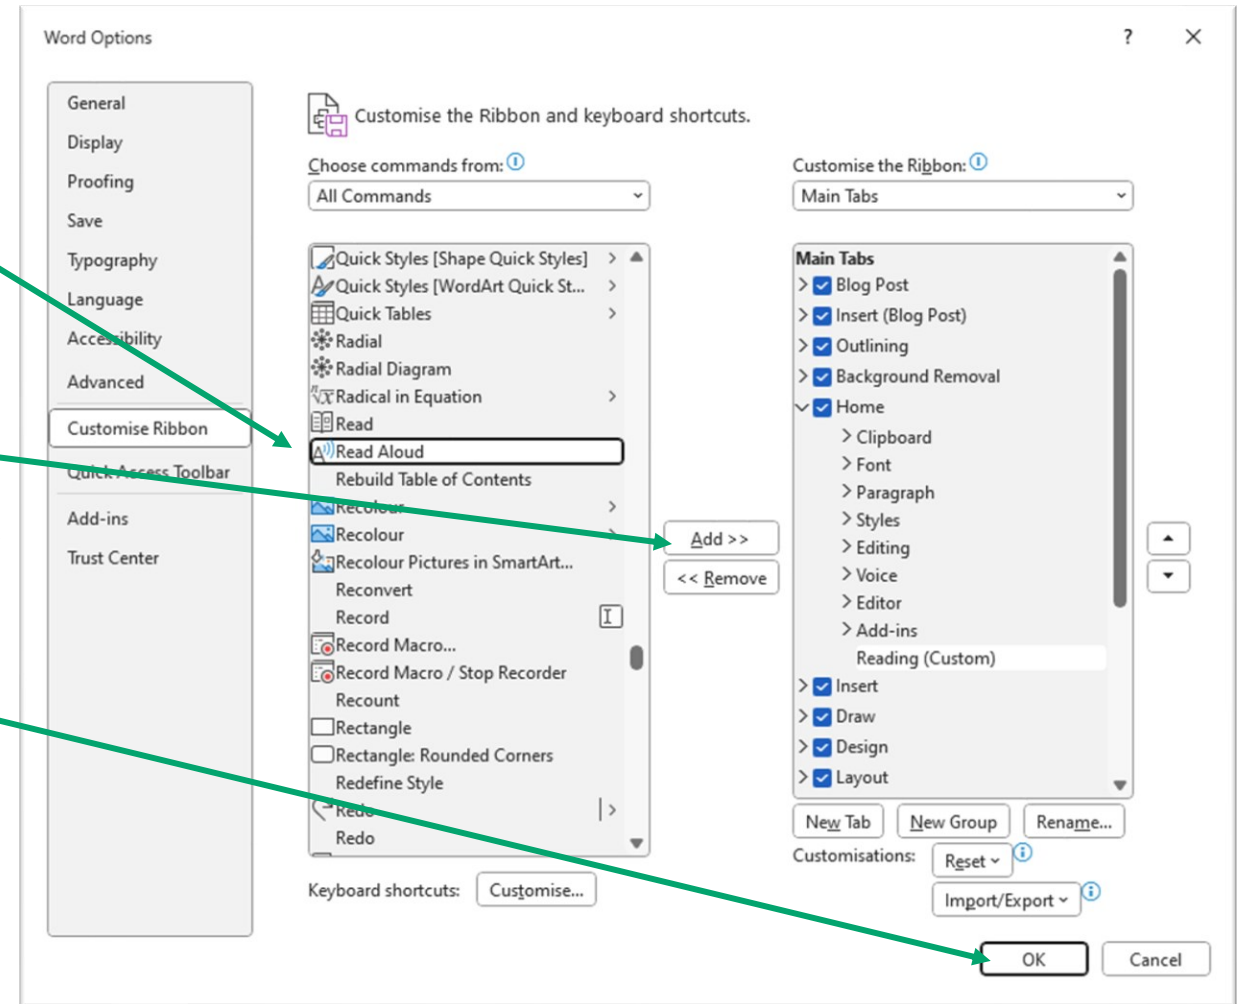 Word Options
?
General
Display
Proofing
Save
Typography
Language
Accessibility
Advanced
Customise Ribbon
Quick Access Toolbar
Add-ins
Trust Center
Customise the Ribbon and keyboard shortcuts.
Choose commands from:
All Commands
Quick Styles [Shape Quick Styles]
Quick Styles [WordArt Quick St...
Quick Tables
Radial
Radial Diagram
Radical in Equation
Read
Read Aloud
Rebuild Table of Contents
Recolour
Recolour
Recolour Pictures in SmartArt...
Reconvert
Record
Record Macro...
Record Macro / Stop Recorder
Recount
Rectangle
Rectangle: Rounded Corners
Redefine Style
Redo
Redo
Keyboard shortcuts: Customise...
Add >>
<< Remove
Customise the Ribbon:
Main Tabs
Main Tabs
Blog Post
Insert (Blog Post)
Outlining
Background Removal
Home
Clipboard
Font
Paragraph
Styles
Editing
Voice
Editor
Add-ins
Reading (Custom)
Insert
Draw
Design
Layout
New Tab New Group Rename...
Customisations: Reset
Import/Export
OK Cancel